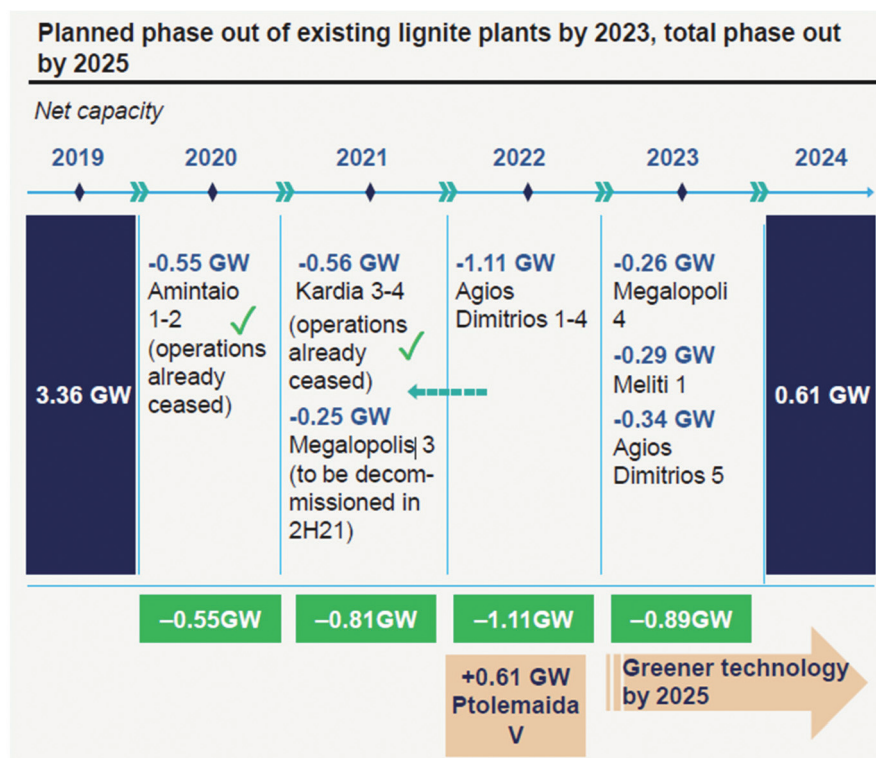 Planned phase out of existing lignite plants by 2023, total phase out
by 2025
Net capacity
2019
2020
2021
2022
2023
2024
3.36 GW
-0.55 GW
Amintaio
1-2
(operations
already
ceased)
-0.56 GW
Kardia 3-4
(operations
already
ceased)
-0.25 GW
Megalopolis 3
(to be decom-
missioned in
2H21)
-1.11 GW
Agios
Dimitrios 1-4
-0.26 GW
Megalopoli
4
-0.29 GW
Meliti 1
-0.34 GW
Agios
Dimitrios 5
0.61 GW
–0.55GW
–0.81GW
–1.11GW
–0.89GW
+0.61 GW
Ptolemaida
V
Greener technology
by 2025